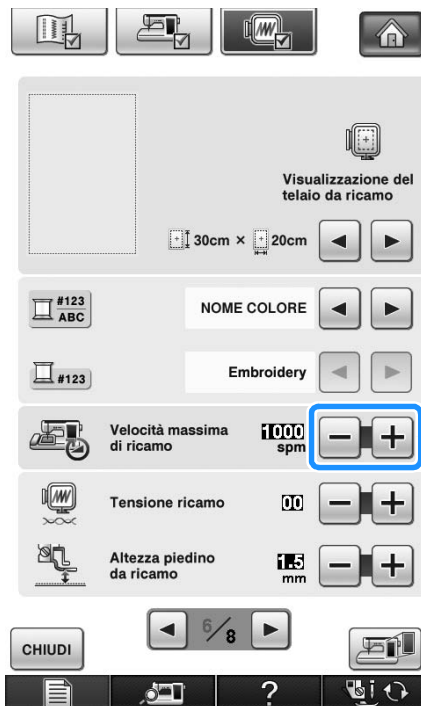 Visualizzazione del
telaio da ricamo
30cm × 20cm
#123
ABC
NOME COLORE
#123
Embroidery
Velocità massima
di ricamo
1000
spm
Tensione ricamo
00
Altezza piedino
da ricamo
1.5
mm
CHIUDI
6/8
?
i